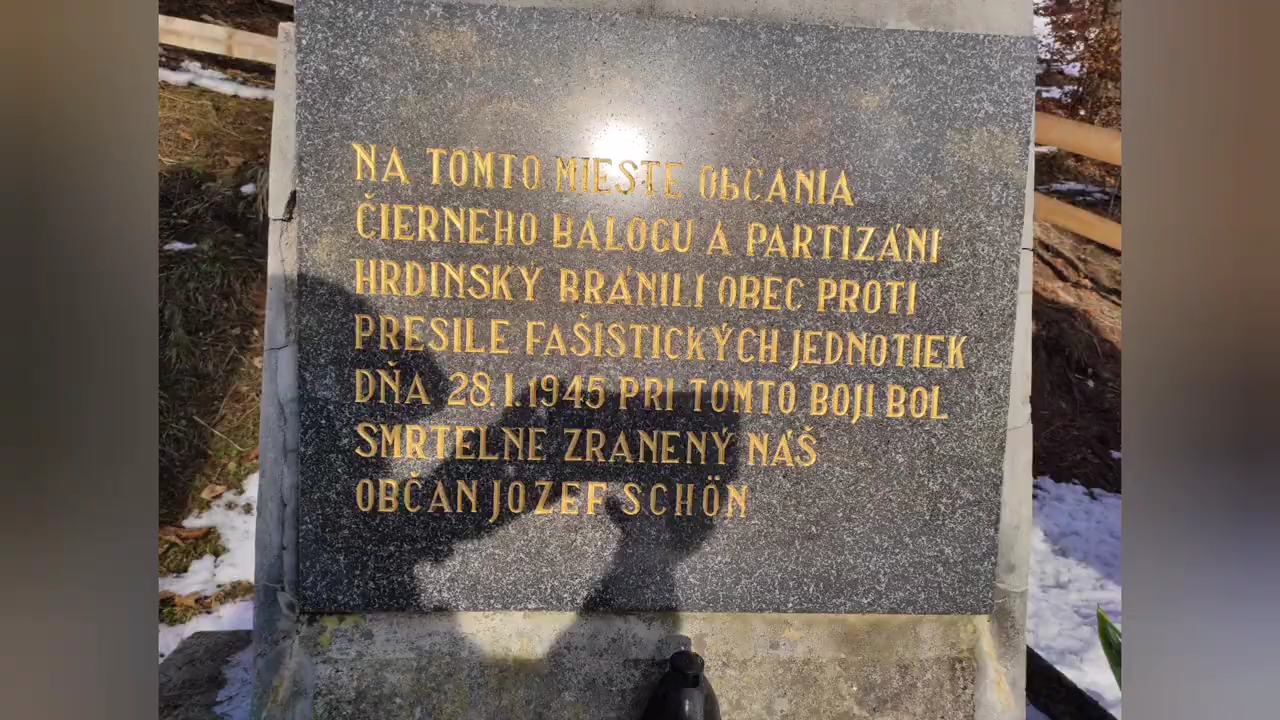 NA TOMTO MIESTE OBČANIA
ČIERNEHO BALOGU A PARTIZÁNI
HRDINSKÝ BRÁNILI OBEC PROTI
PRESILE FAŠISTICKÝCH JEDNOTIEK
DŇA 28.I.1945 PRI TOMTO BOJI BOL
SMRTELNE ZRANENÝ NÁŠ
OBČAN JOZEF SCHÖN